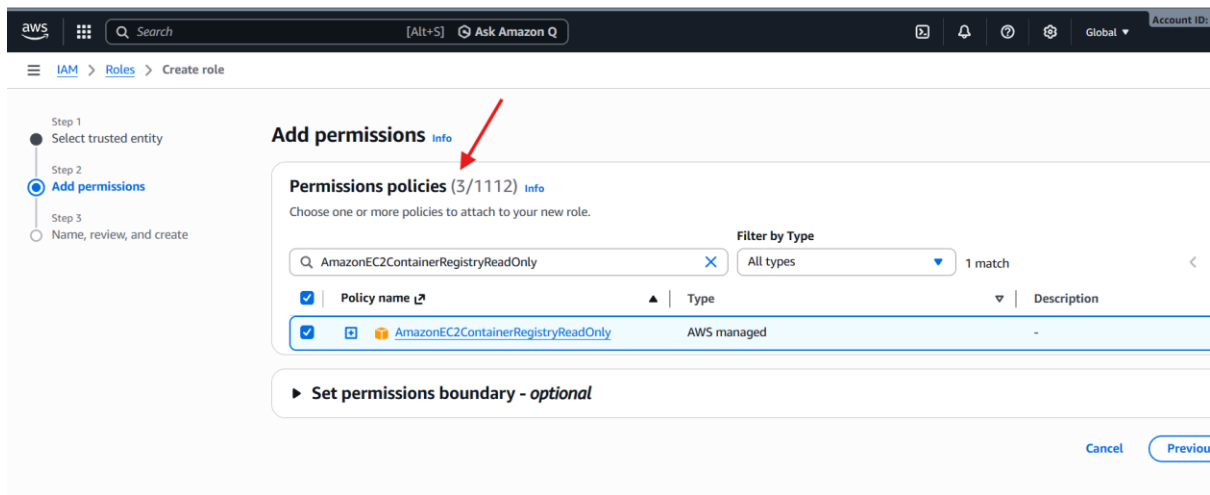 aws
Search [Alt+S] Ask Amazon Q Global ▼ Account ID:
IAM > Roles > Create role
Step 1
Select trusted entity
Step 2
Add permissions
Step 3
Name, review, and create
Add permissions Info
Permissions policies (3/1112) Info
Choose one or more policies to attach to your new role.
Filter by Type
AmazonEC2ContainerRegistryReadOnly All types 1 match
Policy name Type Description
AmazonEC2ContainerRegistryReadOnly AWS managed -
Set permissions boundary - optional
Cancel Previou